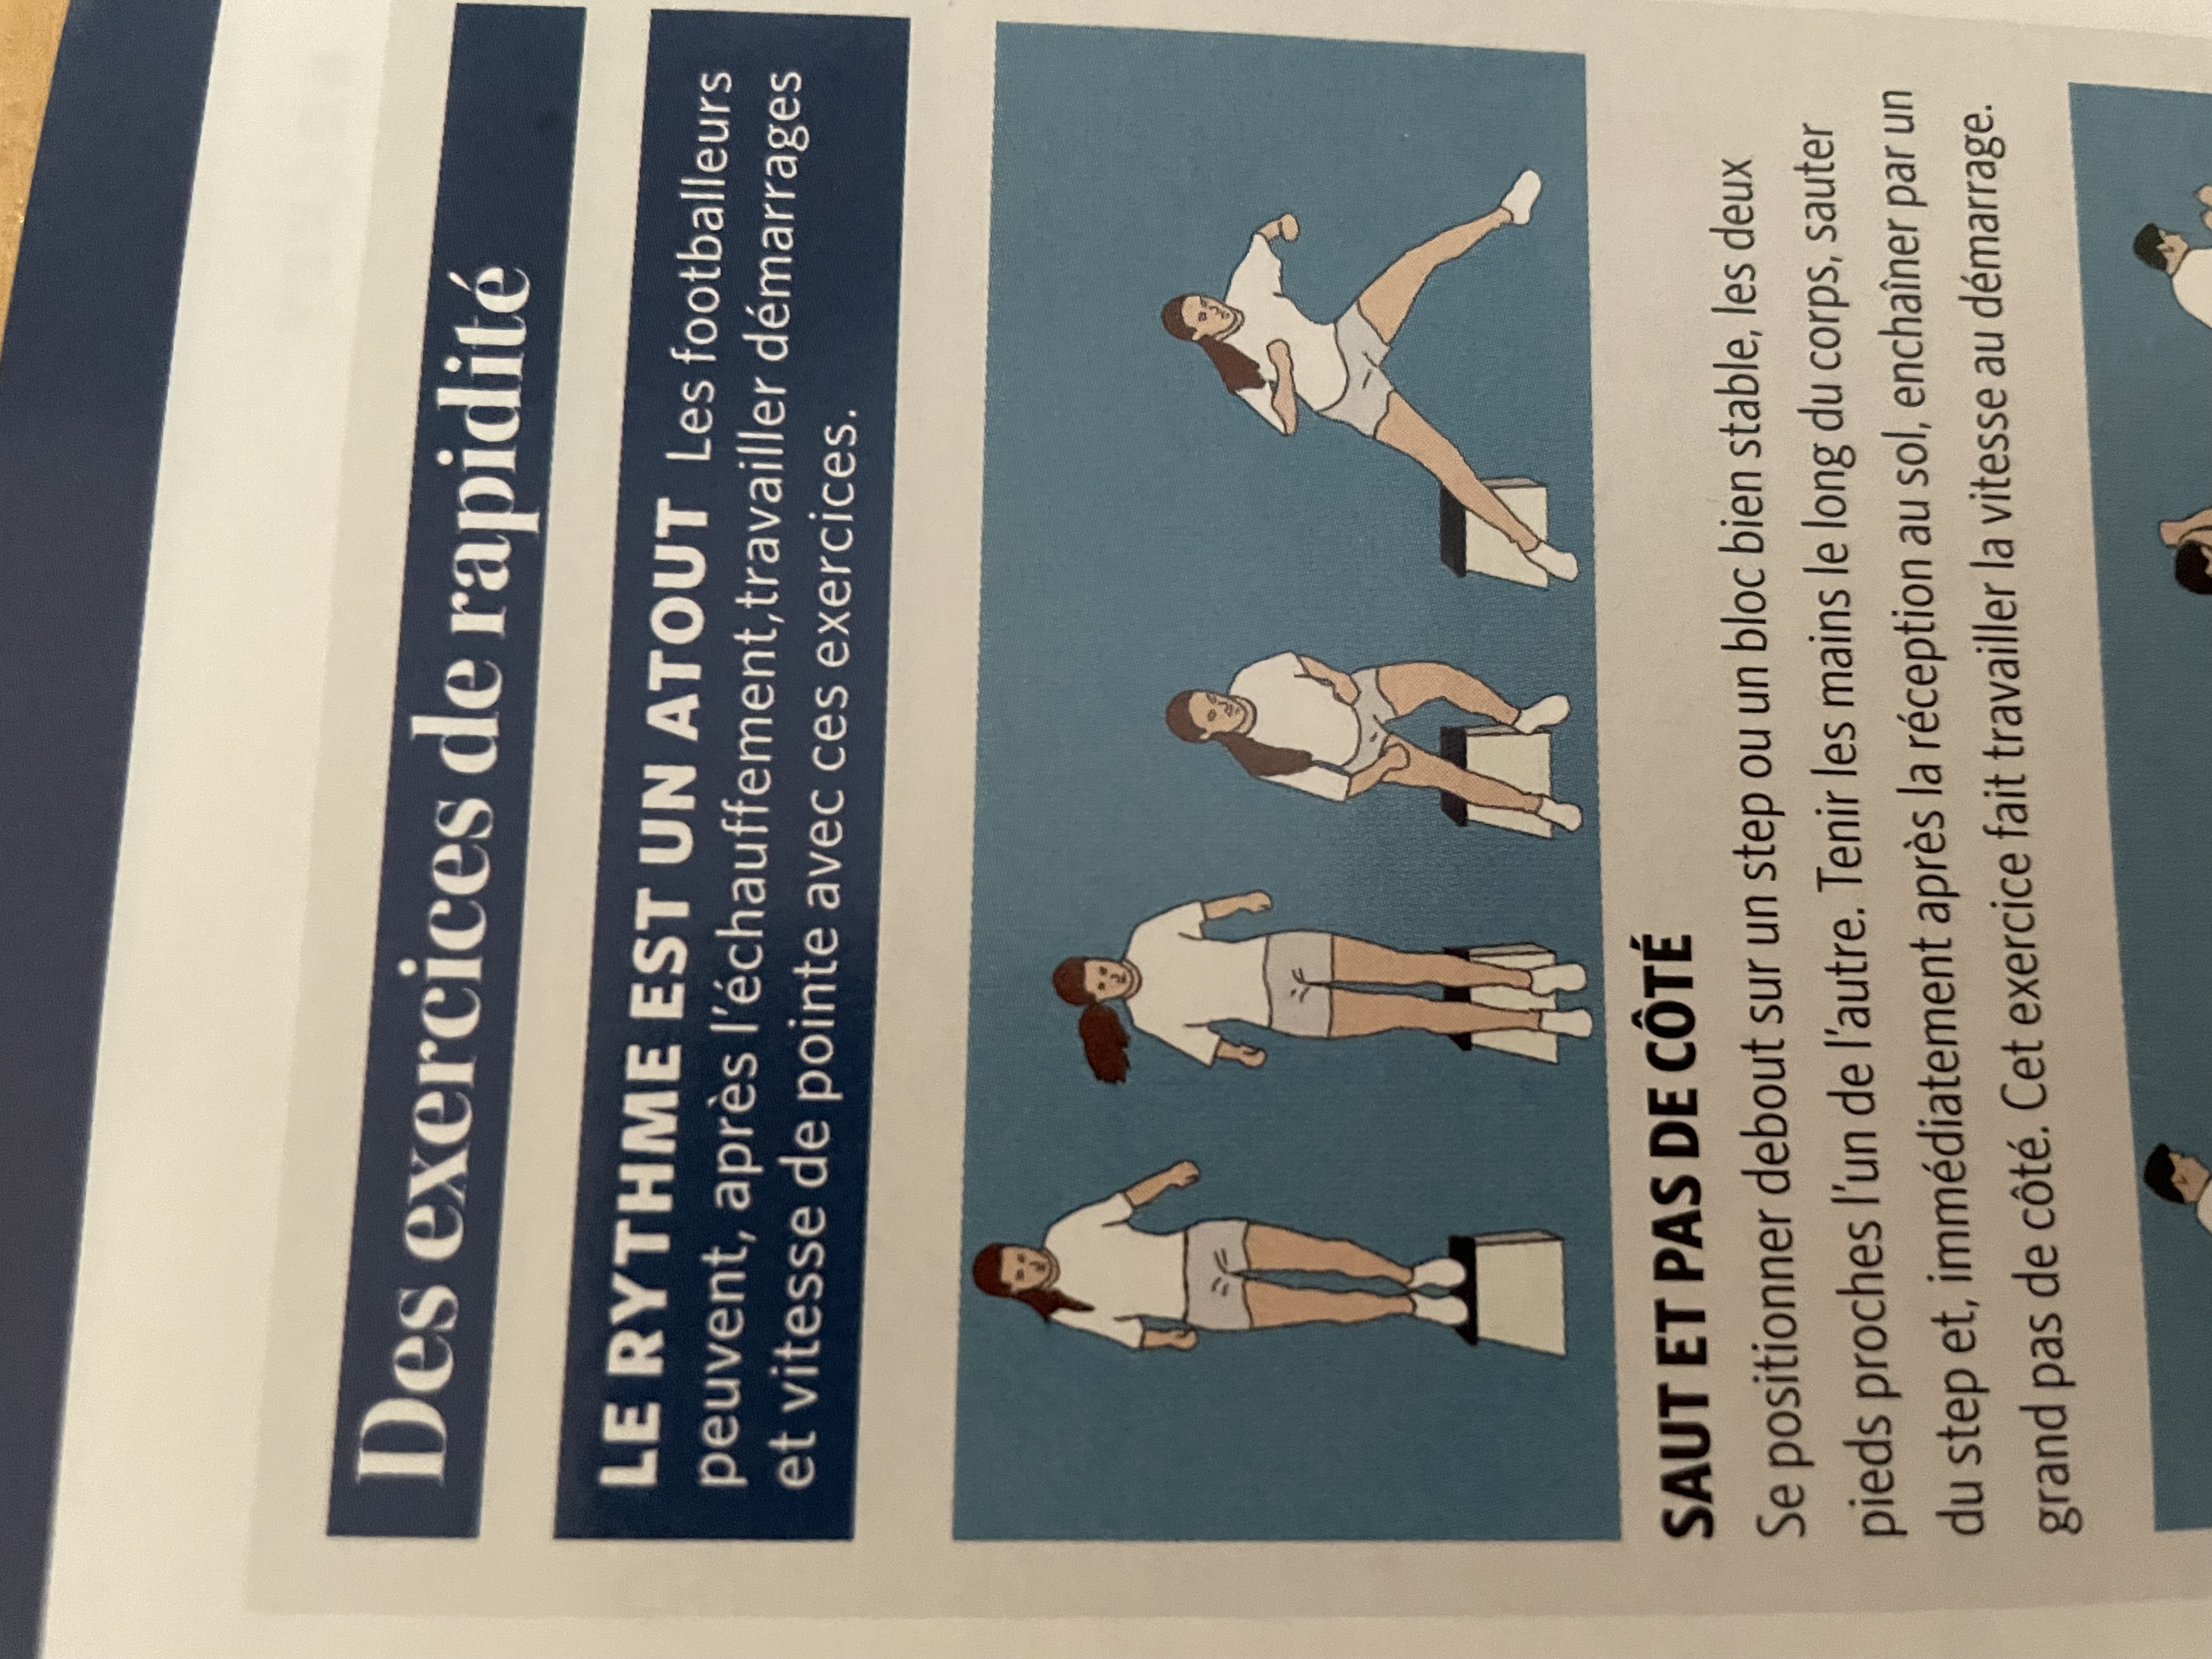 Des exercices de rapidité
LE RYTHME EST UN ATOUT Les footballeurs
peuvent, après l'échauffement,travailler démarrages
et vitesse de pointe avec ces exercices.
SAUT ET PAS DE CÔTÉ
Se positionner debout sur un step ou un bloc bien stable, les deux
pieds proches l'un de l'autre. Tenir les mains le long du corps, sauter
du step et, immédiatement après la réception au sol, enchaîner par un
grand pas de côté. Cet exercice fait travailler la vitesse au démarrage.